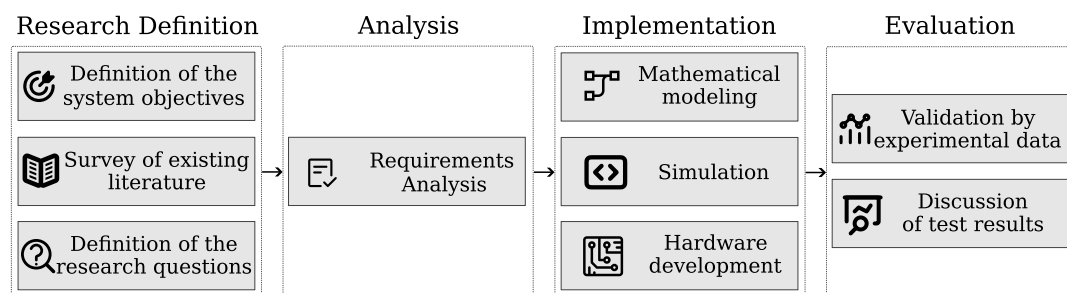 Research Definition
Definition of the
system objectives
Survey of existing
literature
Definition of the
research questions
Analysis
Requirements
Analysis
Implementation
Mathematical
modeling
Simulation
Hardware
development
Evaluation
Validation by
experimental data
Discussion
of test results